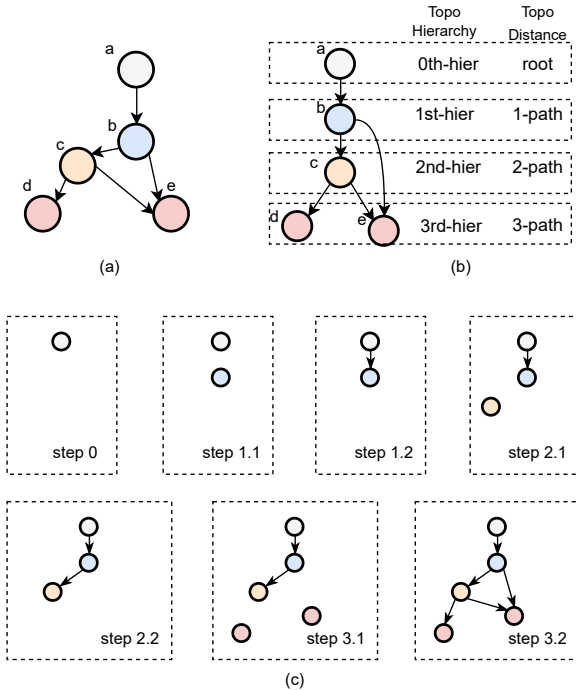 a
b
c
d
e
(a)
Topo
Hierarchy
Topo
Distance
a
0th-hier
root
b
1st-hier
1-path
c
2nd-hier
2-path
d
e
3rd-hier
3-path
(b)
step 0
step 1.1
step 1.2
step 2.1
step 2.2
step 3.1
step 3.2
(c)